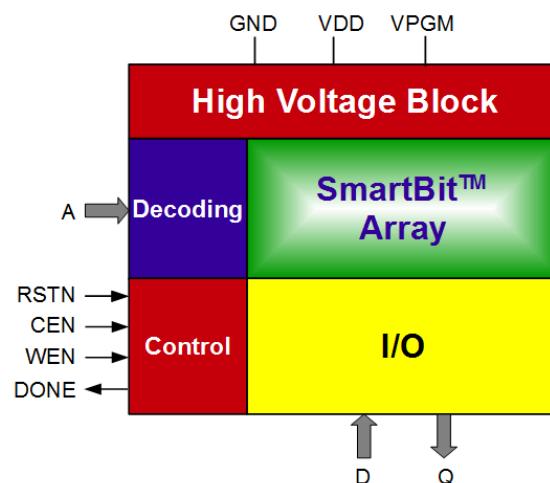 GND VDD VPGM
High Voltage Block
A
Decoding
SmartBit™
Array
RSTN
CEN
WEN
DONE
Control
I/O
D Q